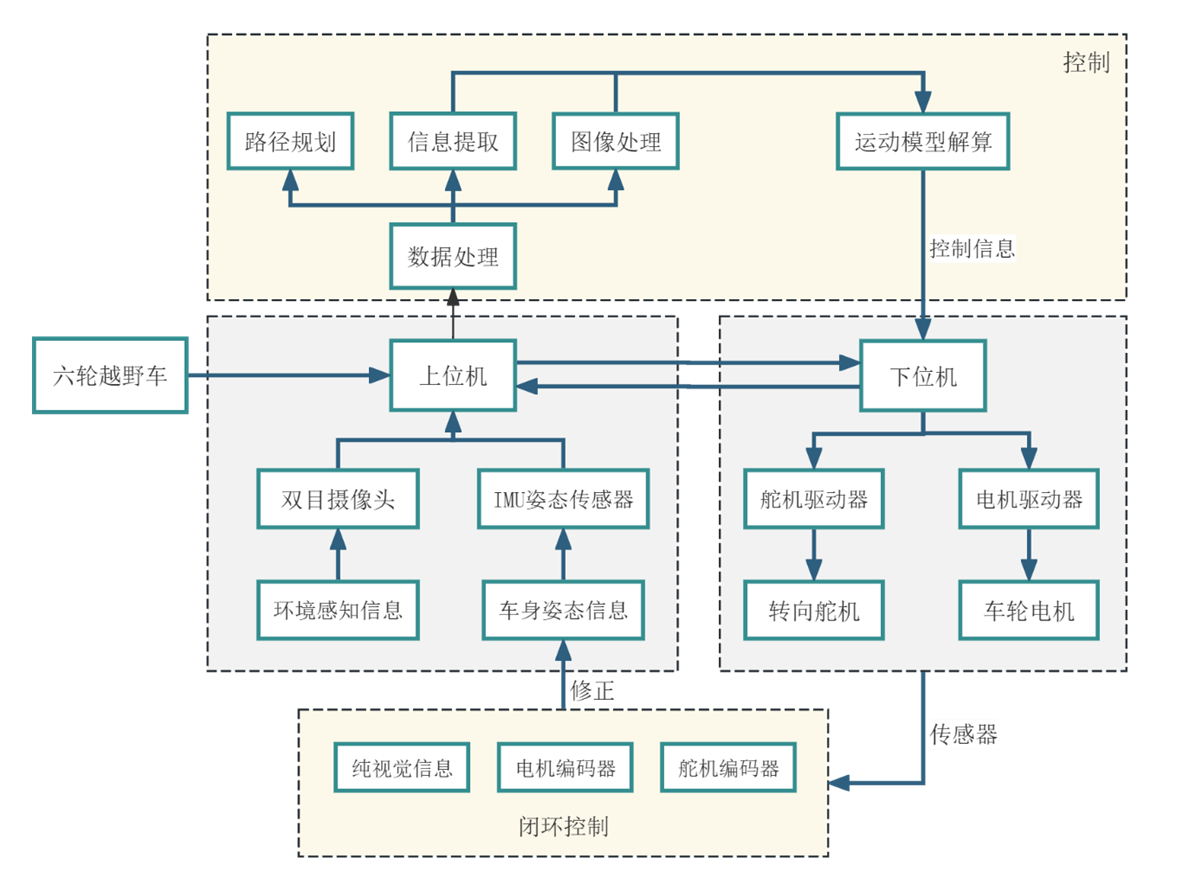 控制
路径规划
信息提取
图像处理
运动模型解算
数据处理
控制信息
六轮越野车
上位机
下位机
双目摄像头
IMU姿态传感器
舵机驱动器
电机驱动器
环境感知信息
车身姿态信息
转向舵机
车轮电机
修正
传感器
纯视觉信息
电机编码器
舵机编码器
闭环控制